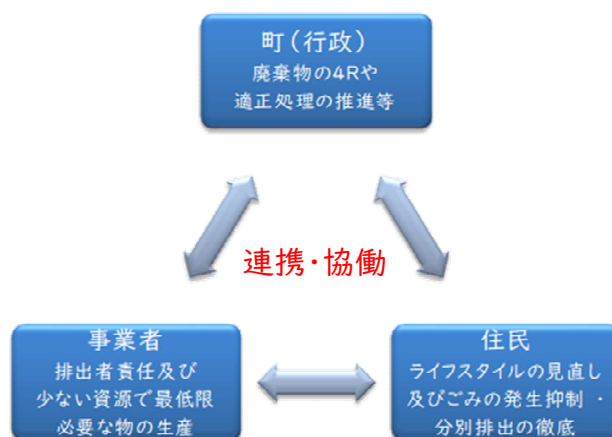 町(行政)
廃棄物の4Rや
適正処理の推進等
連携・協働
事業者
排出者責任及び
少ない資源で最低限
必要な物の生産
住民
ライフスタイルの見直し
及びごみの発生抑制・
分別排出の徹底